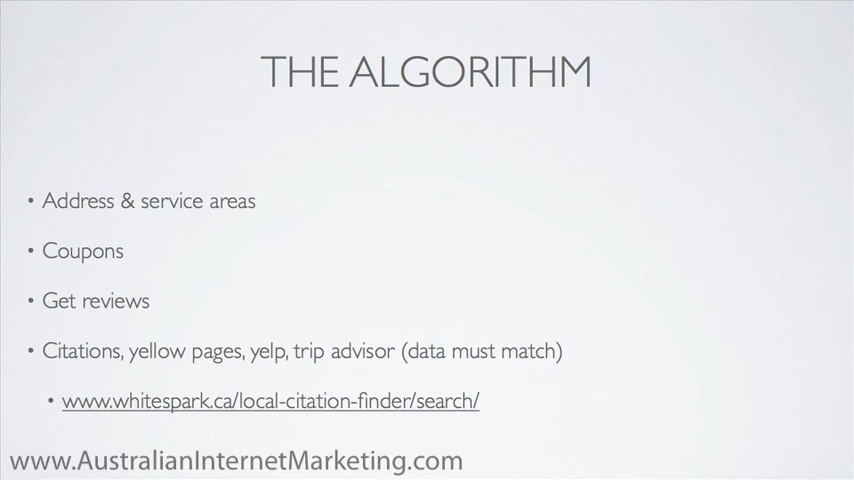 THE ALGORITHM
• Address & service areas
• Coupons
• Get reviews
• Citations, yellow pages, yelp, trip advisor (data must match)
• www.whitespark.ca/local-citation-finder/search/
www.AustralianInternetMarketing.com